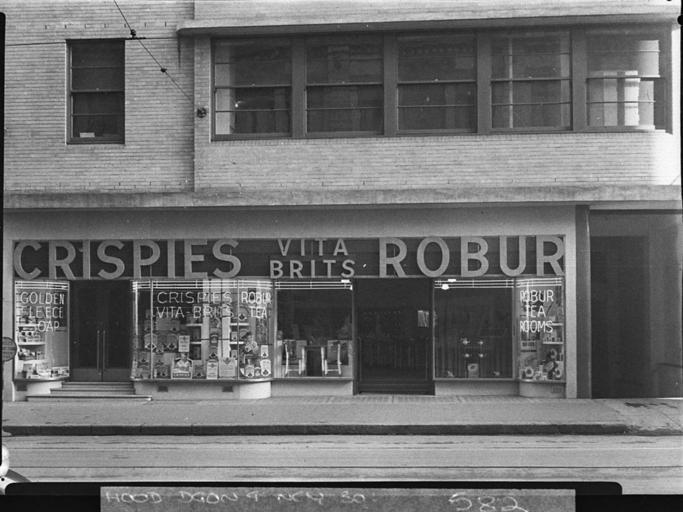 CRISPIES VITA BRITS ROBUR
GOLDEN
FLEECE
SOAP
CRISPIES
VITA-BRITS
ROBUR
TEA
ROBUR
TEA
ROOMS
HOOD
582